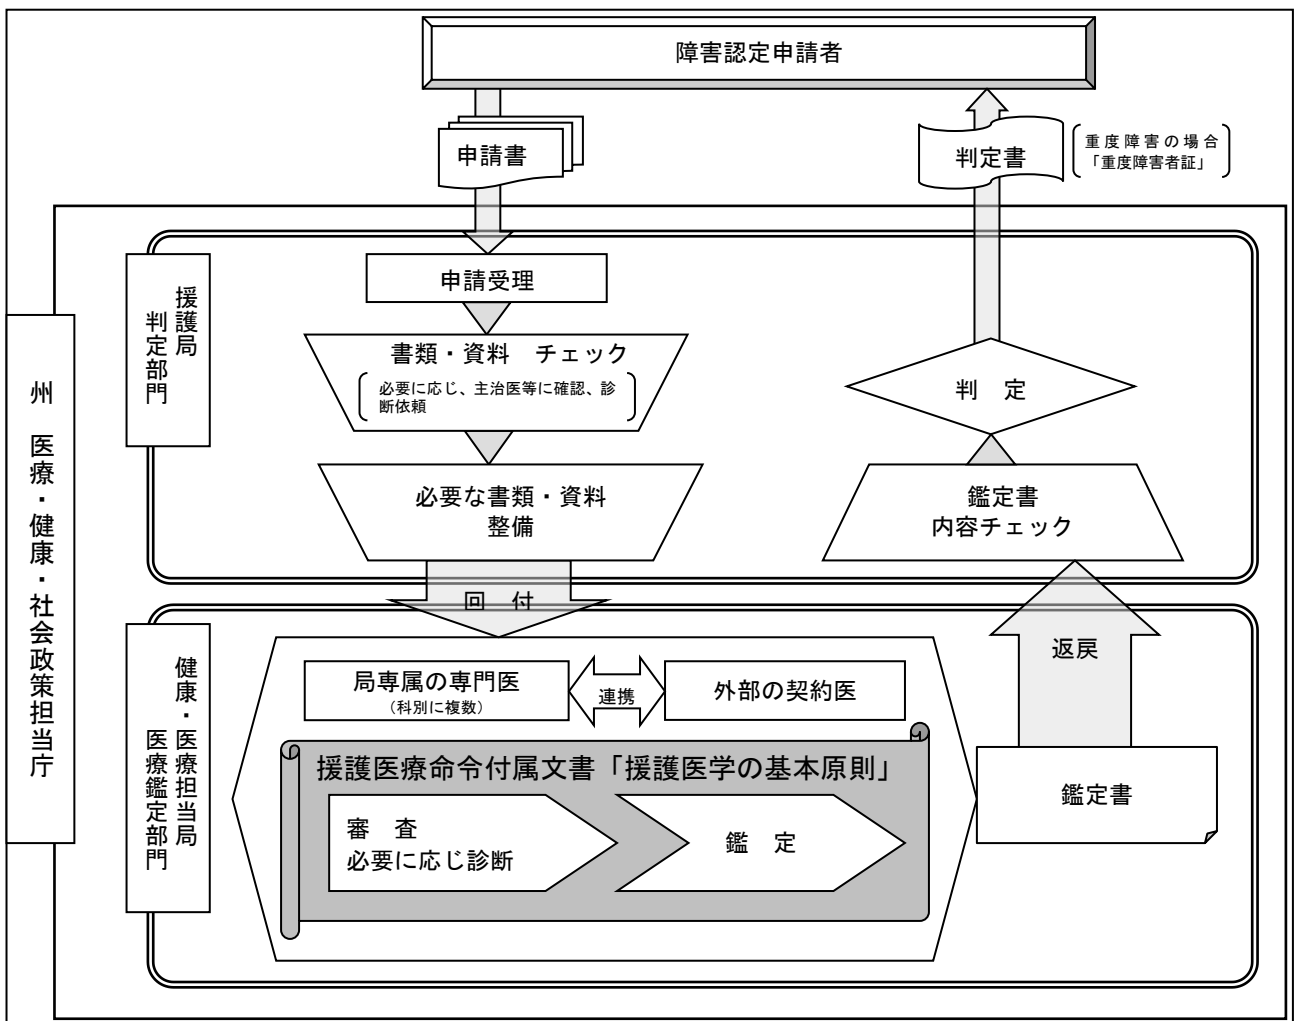 障害認定申請者
申請書
判定書
重度障害の場合
「重度障害者証」
州 医療・健康・社会政策担当庁
援護局
判定部門
申請受理
書類・資料 チェック
必要に応じ、主治医等に確認、診
断依頼
必要な書類・資料
整備
判 定
鑑定書
内容チェック
回 付
返戻
健康・医療担当局
医療鑑定部門
局専属の専門医
(科別に複数)
連携
外部の契約医
援護医療命令付属文書「援護医学の基本原則」
審 査
必要に応じ診断
鑑 定
鑑定書